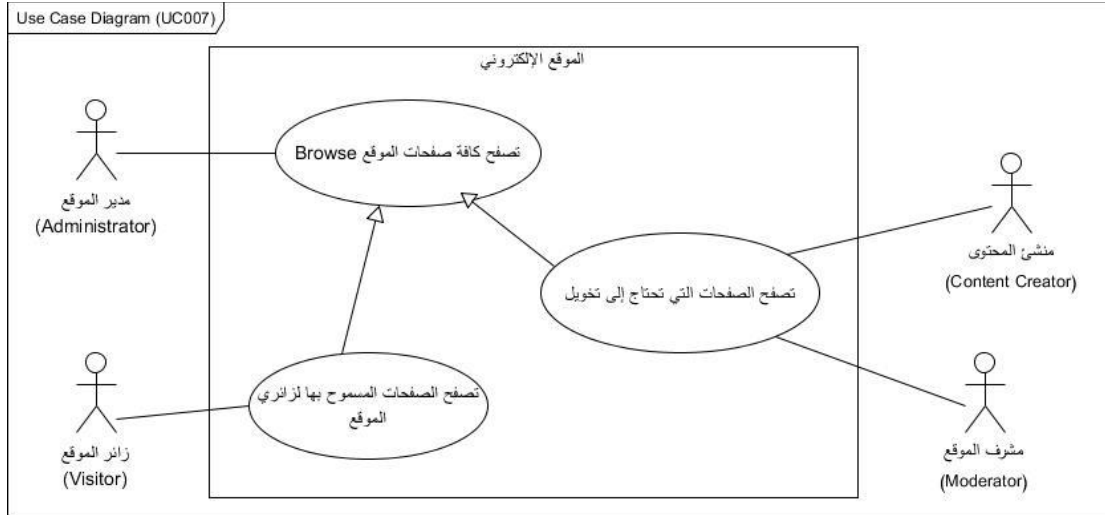 Use Case Diagram (UC007)
الموقع الإلكتروني
تصفح كافة صفحات الموقع Browse
مدير الموقع
(Administrator)
منشئ المحتوى
(Content Creator)
تصفح الصفحات التي تحتاج إلى تخويل
تصفح الصفحات المسموح بها لزائري
الموقع
زائر الموقع
(Visitor)
مشرف الموقع
(Moderator)